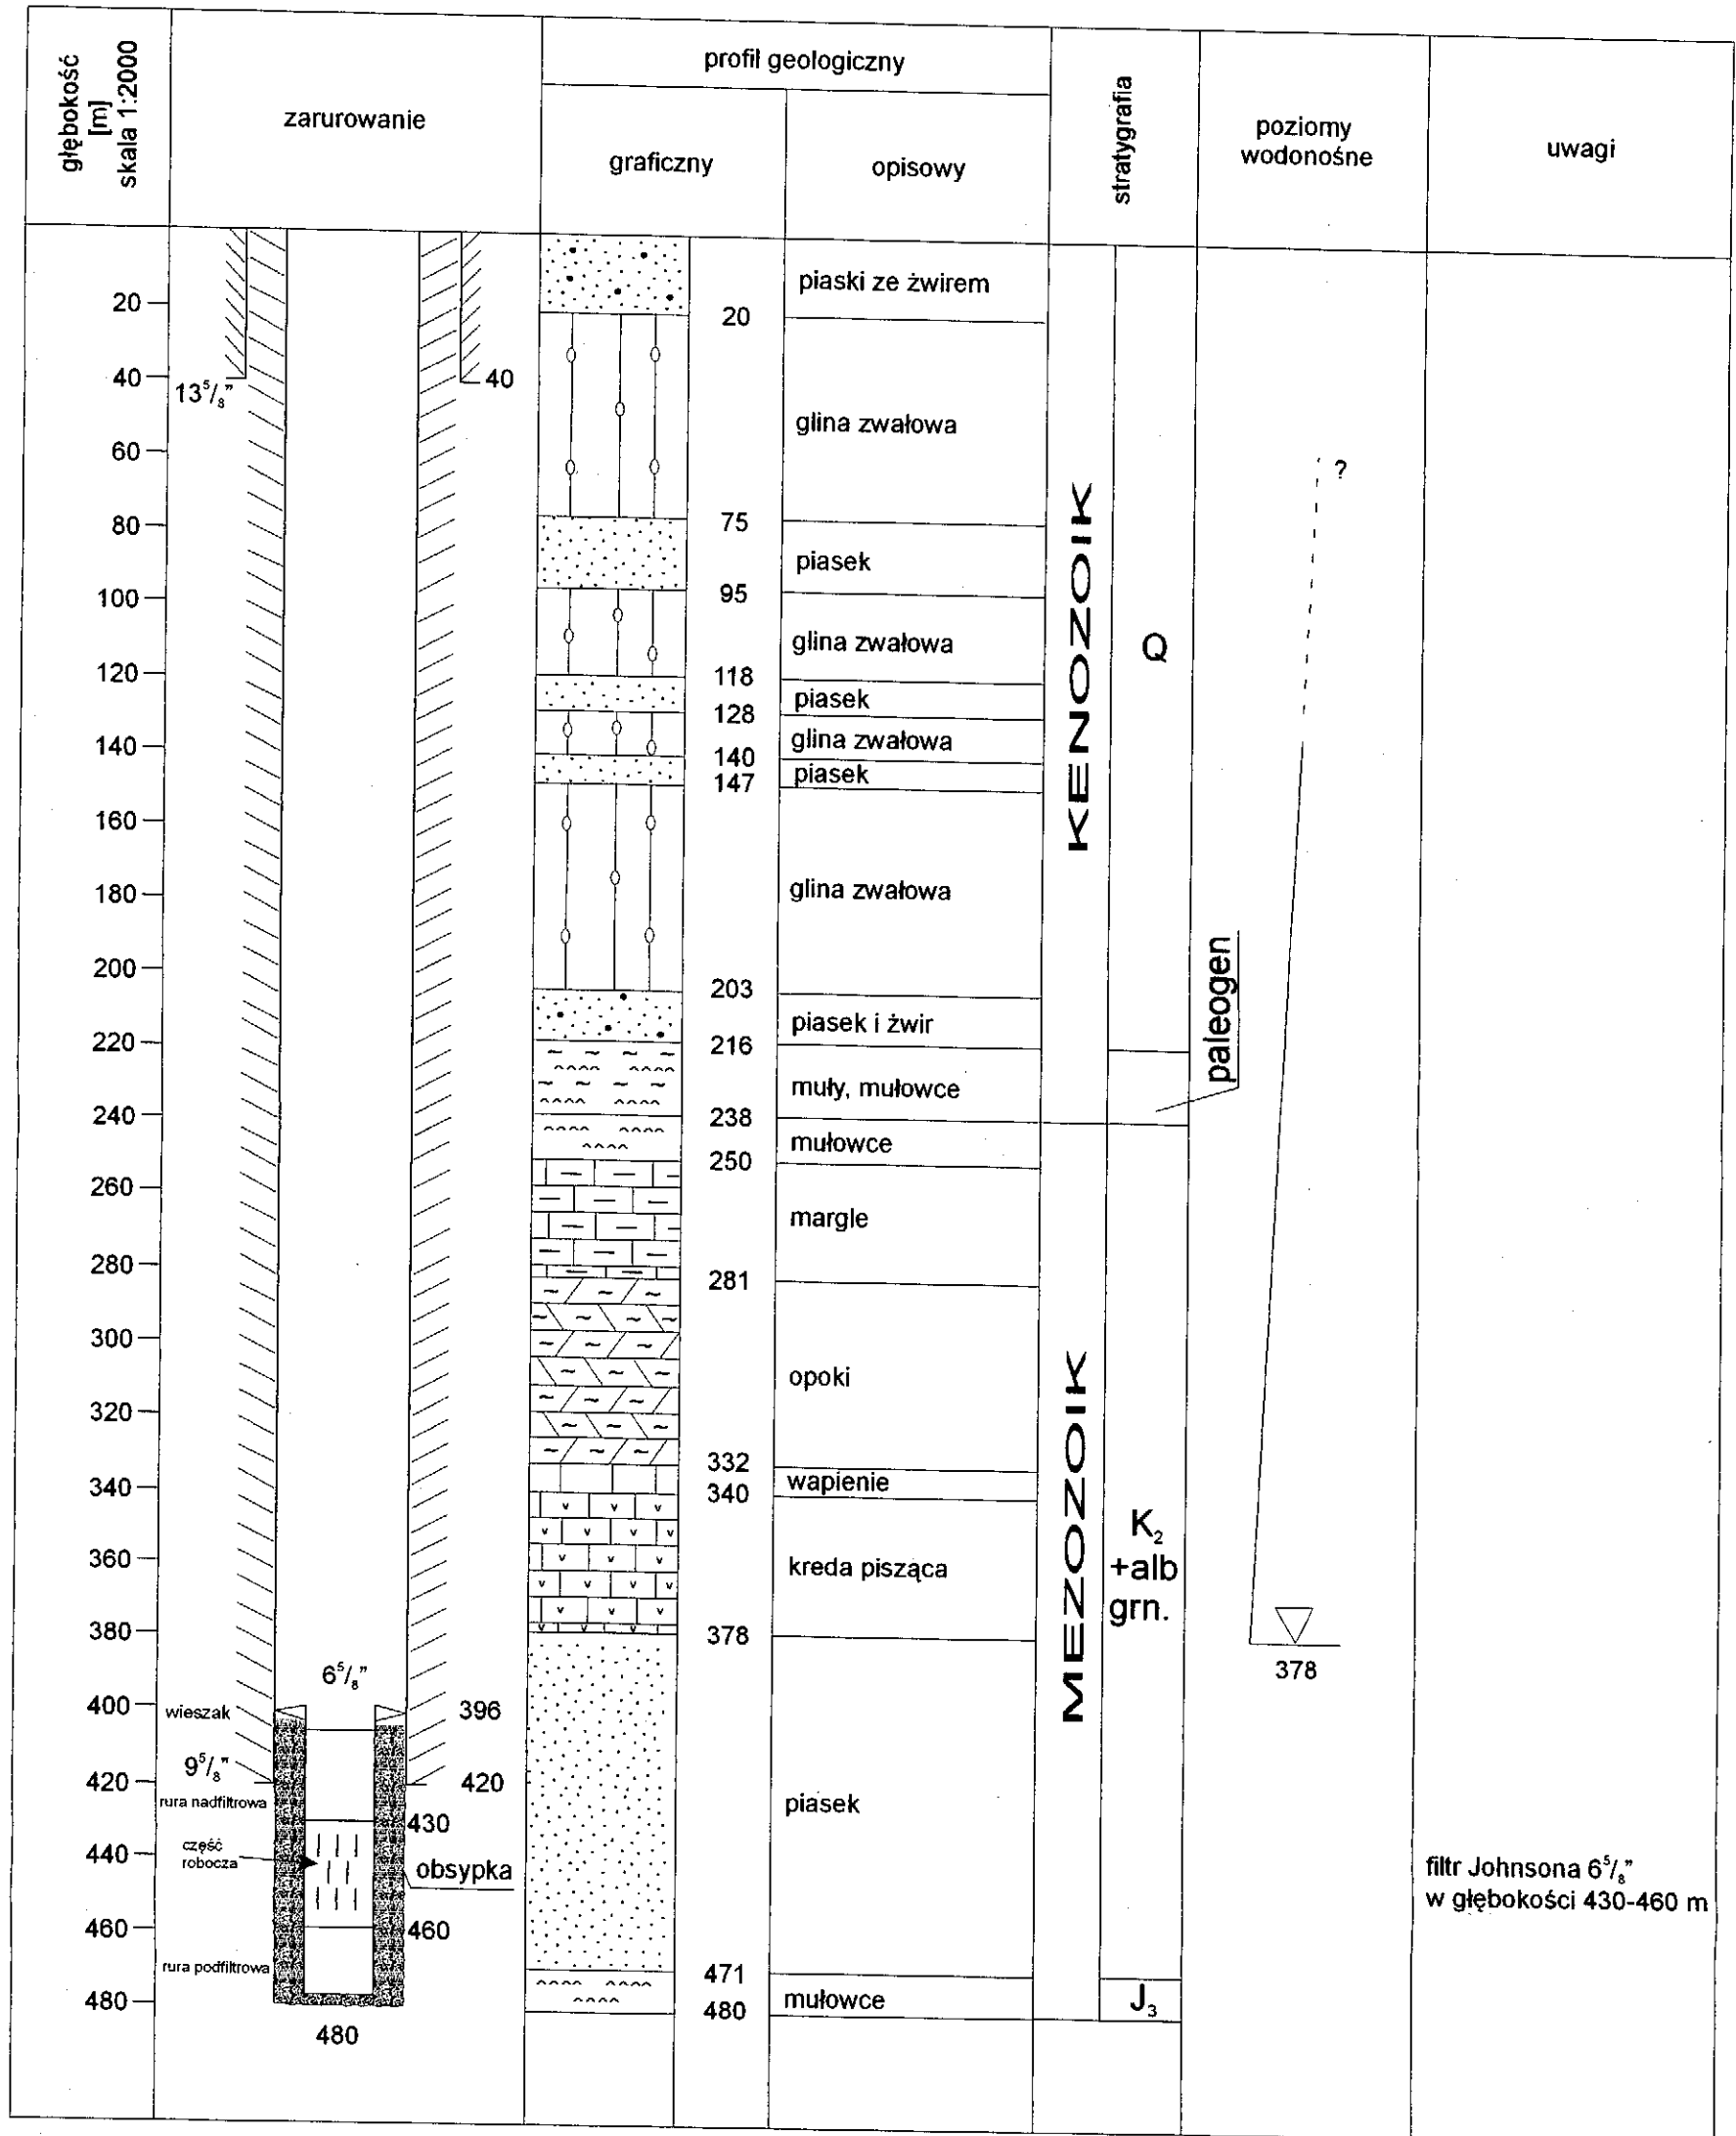 głębokość
[m]
skala 1:2000
zarurowanie
profil geologiczny
graficzny
opisowy
stratygrafia
poziomy
wodonośne
uwagi
20
40
60
80
100
120
140
160
180
200
220
240
260
280
300
320
340
360
380
400
420
440
460
480
13⁵/₈”
40
6⁵/₈”
wieszak
396
9⁵/₈”
420
rura nadfiltrowa
430
część
robocza
obsypka
460
rura podfiltrowa
480
20
75
95
118
128
140
147
203
216
238
250
281
332
340
378
471
480
piaski ze żwirem
glina zwałowa
piasek
glina zwałowa
piasek
glina zwałowa
piasek
glina zwałowa
piasek i żwir
muły, mułowce
mułowce
margle
opoki
wapienie
kreda pisząca
piasek
mułowce
KENOZOIK
MEZOZOIK
Q
paleogen
K₂
+alb
grn.
J₃
?
378
filtr Johnsona 6⁵/₈”
w głębokości 430-460 m